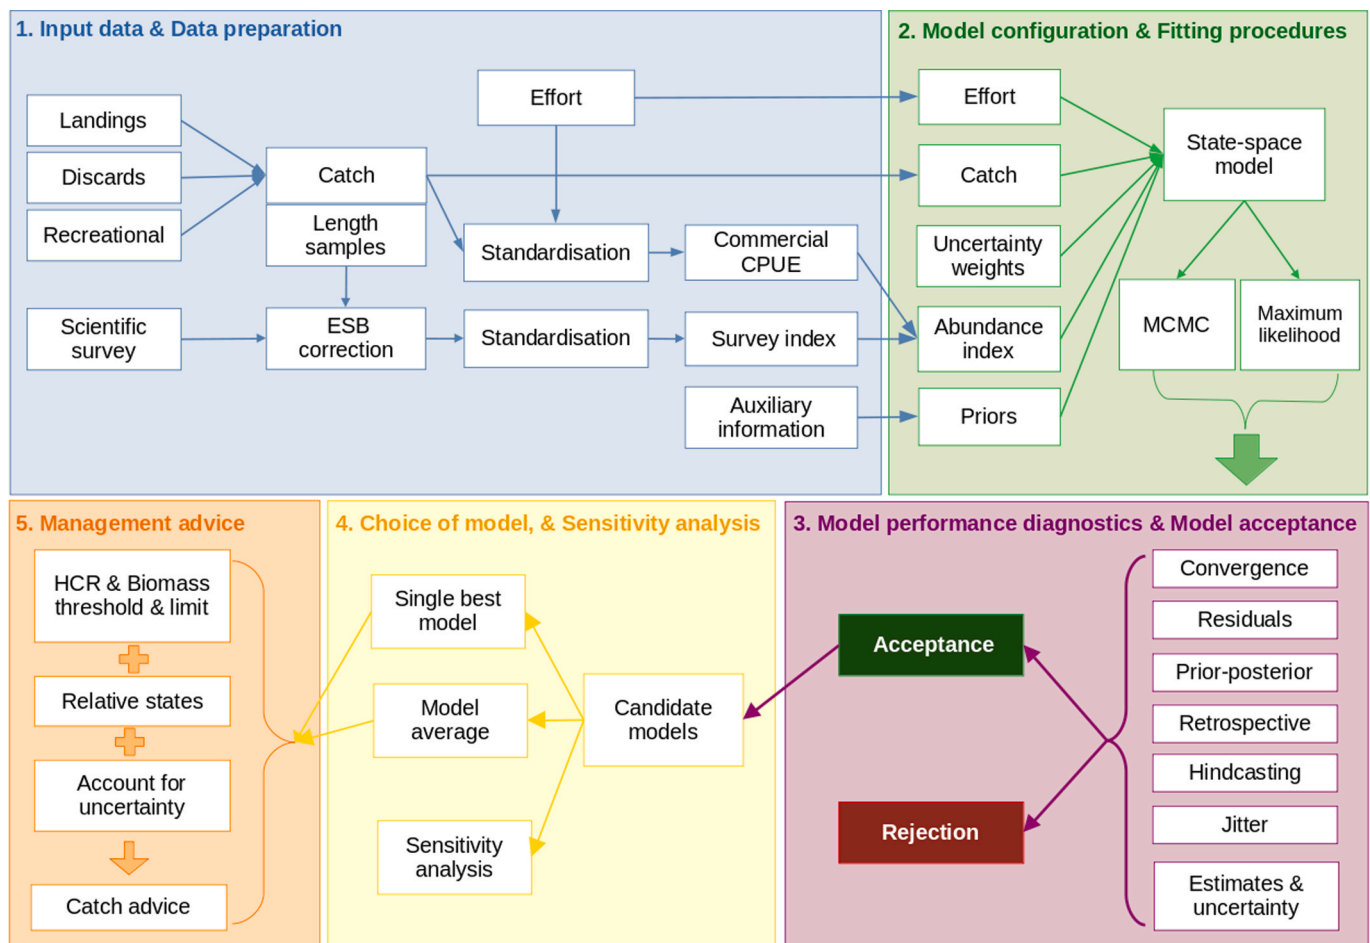 1. Input data & Data preparation
Landings
Discards
Recreational
Scientific
survey
Catch
Length
samples
ESB
correction
Effort
Standardisation
Standardisation
Commercial
CPUE
Survey index
Auxiliary
information
2. Model configuration & Fitting procedures
Effort
Catch
Uncertainty
weights
Abundance
index
Priors
State-space
model
MCMC
Maximum
likelihood
3. Model performance diagnostics & Model acceptance
Convergence
Residuals
Prior-posterior
Retrospective
Hindcasting
Jitter
Estimates &
uncertainty
Acceptance
Rejection
4. Choice of model, & Sensitivity analysis
Candidate
models
Single best
model
Model
average
Sensitivity
analysis
5. Management advice
HCR & Biomass
threshold & limit
Relative states
Account for
uncertainty
Catch advice